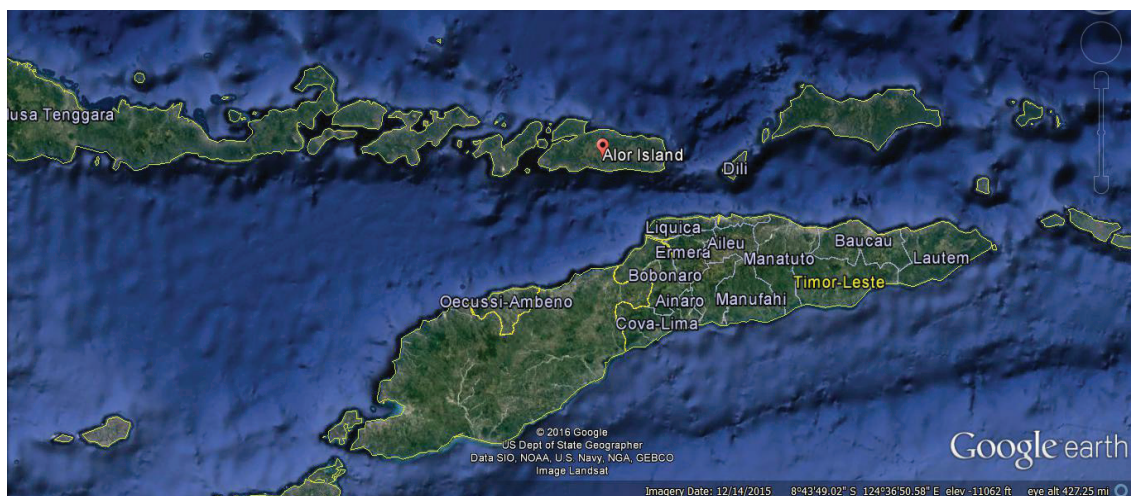 lusa Tenggara
Alor Island
Dili
Liquica
Aileu
Baucau
Ermera
Manatuto
Lautem
Bobonaro
Timor-Leste
Oecussi-Ambeno
Ainaro
Manufahi
Cova-Lima
© 2016 Google
US Dept of State Geographer
Data SIO, NOAA, U.S. Navy, NGA, GEBCO
Image Landsat
Google earth
Imagery Date: 12/14/2015 8°43'49.02" S 124°36'50.58" E elev -11062 ft eye alt 427.25 mi